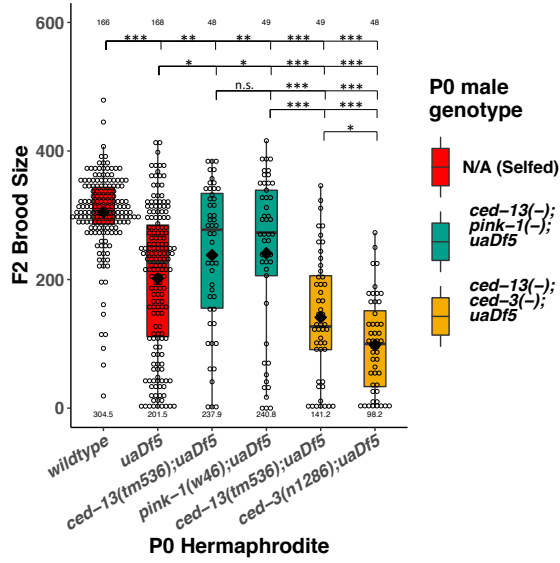 600
400
200
0
F2 Brood Size
166 168 48 49 49 48
*** ** ** *** ***
* * *** ***
n.s. *** ***
*** ***
*
304.5 201.5 237.9 240.8 141.2 98.2
wildtype
uaDf5
ced−13(tm536);uaDf5
pink−1(w46);uaDf5
ced−13(tm536);uaDf5
ced−3(n1286);uaDf5
P0 Hermaphrodite
P0 male
genotype
N/A (Selfed)
ced−13(−);
pink−1(−);
uaDf5
ced−13(−);
ced−3(−);
uaDf5